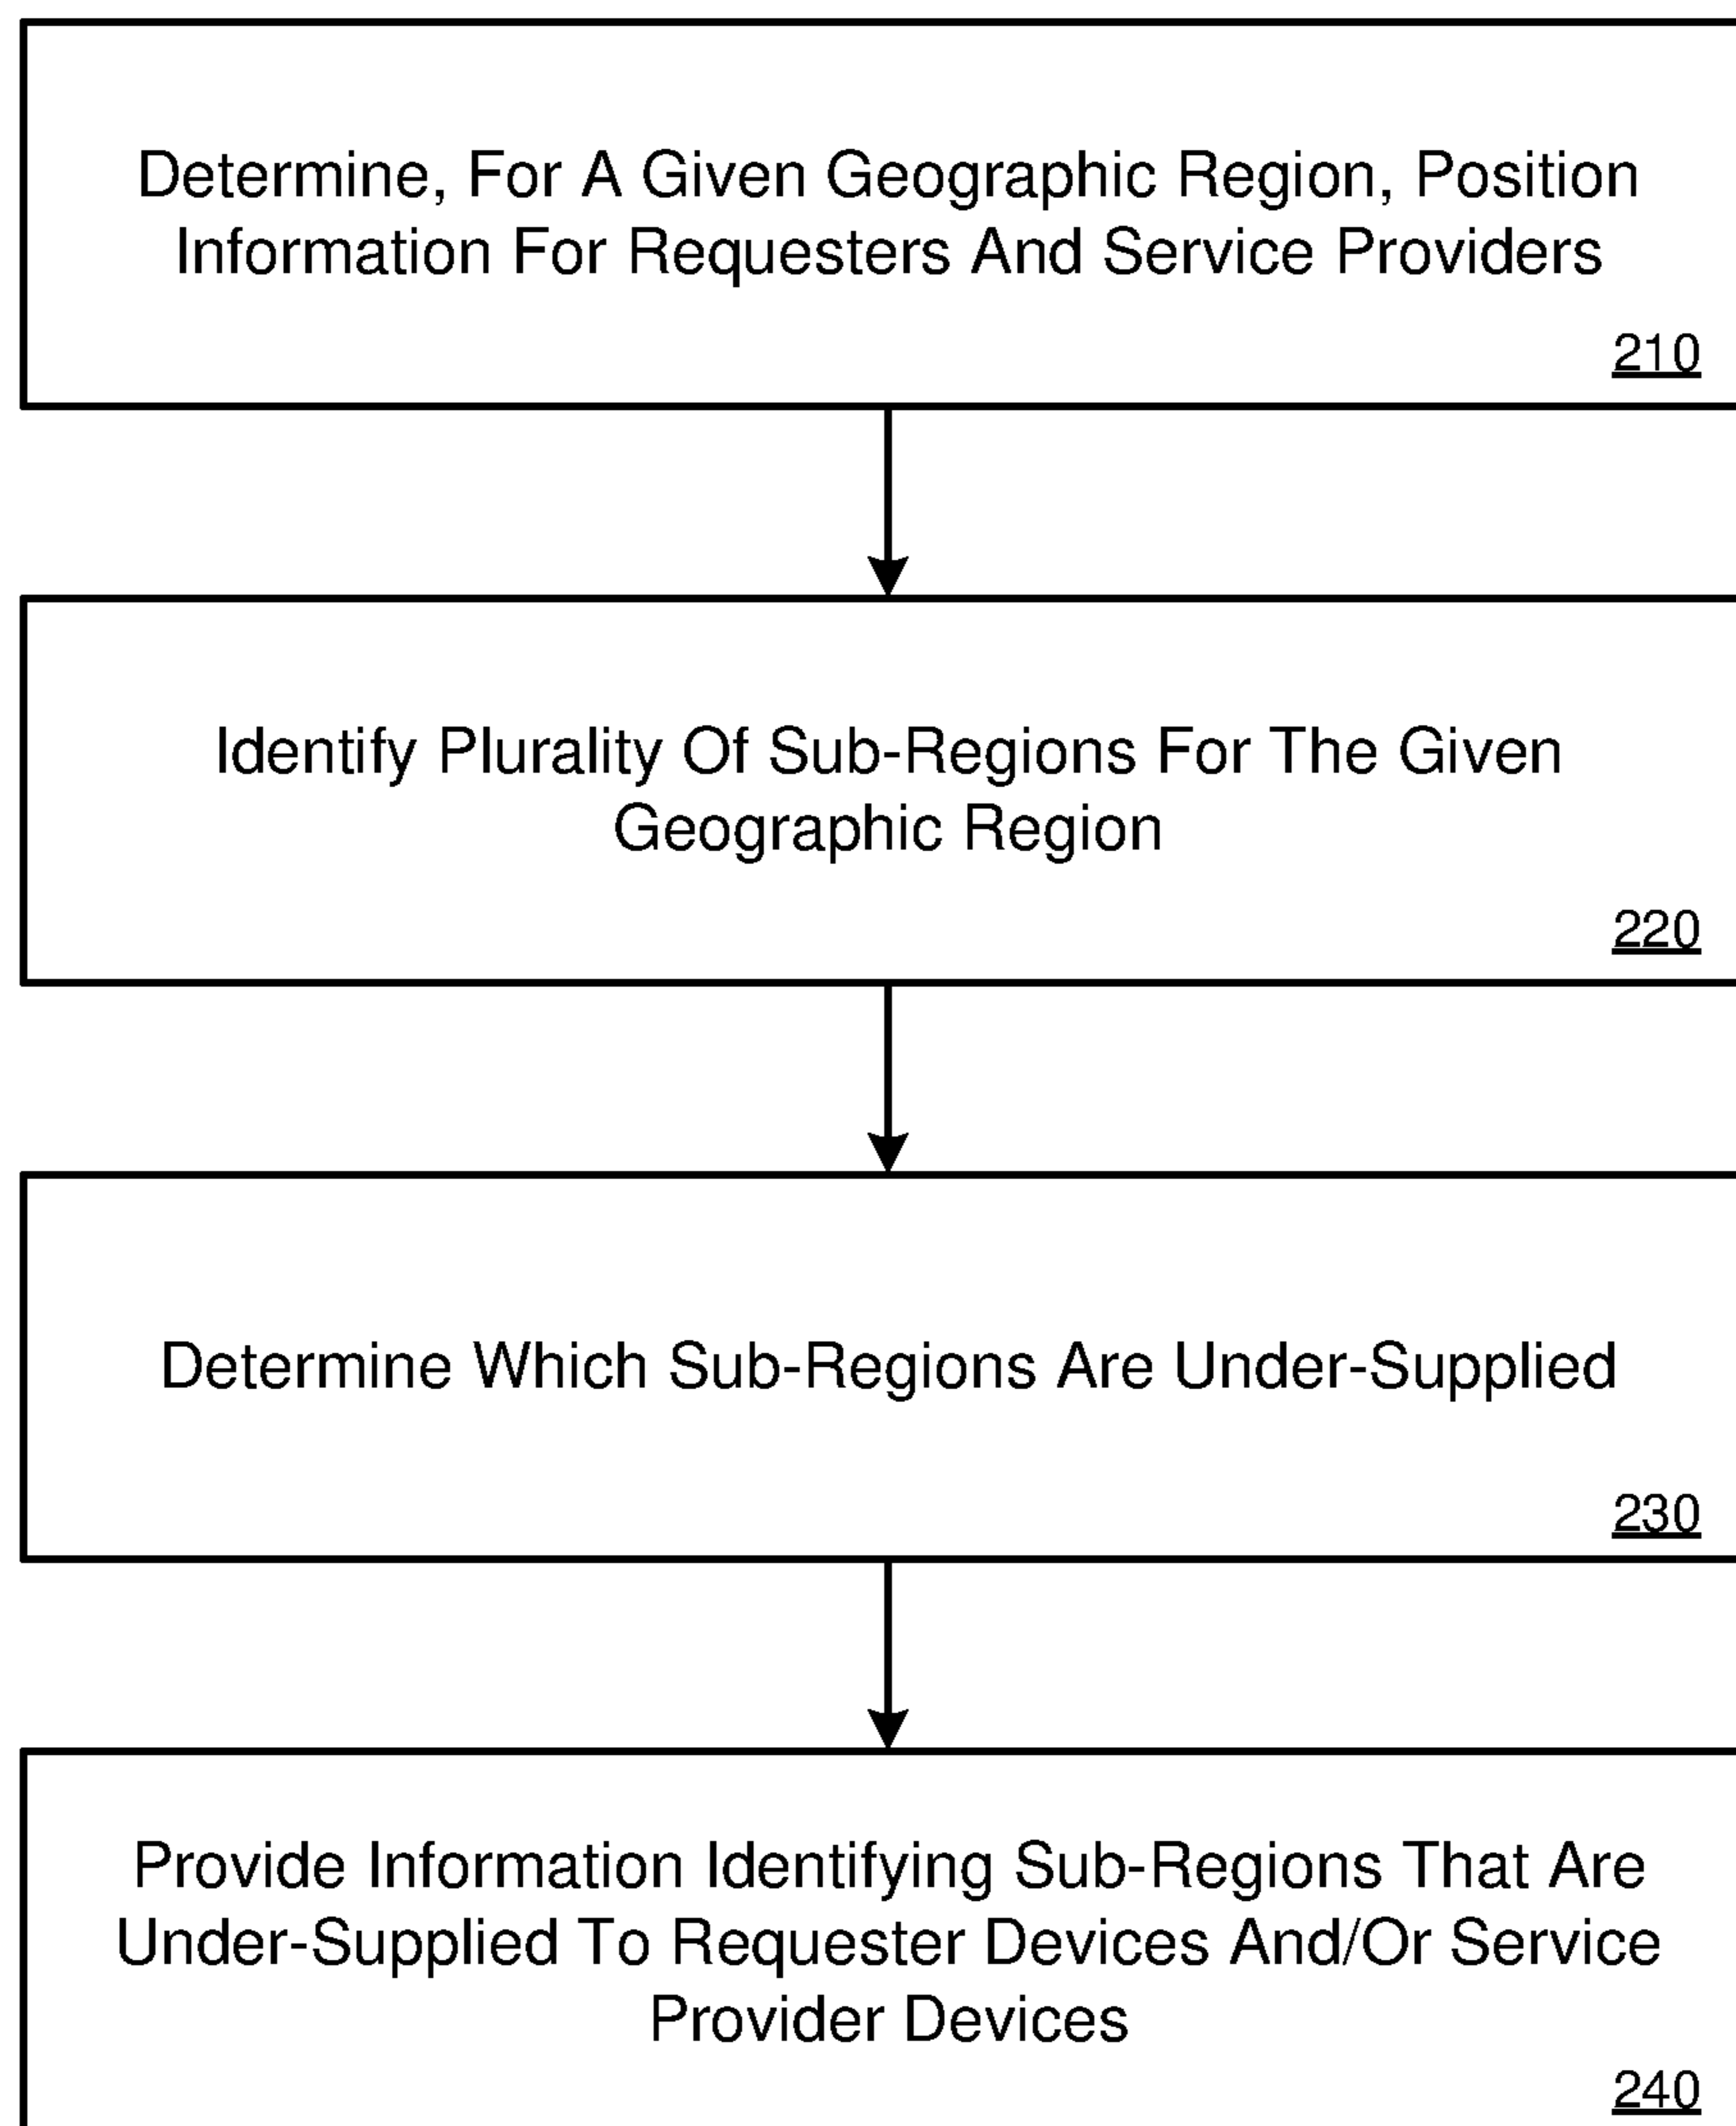 Determine, For A Given Geographic Region, Position
Information For Requesters And Service Providers
210
Identify Plurality Of Sub-Regions For The Given
Geographic Region
220
Determine Which Sub-Regions Are Under-Supplied
230
Provide Information Identifying Sub-Regions That Are
Under-Supplied To Requester Devices And/Or Service
Provider Devices
240